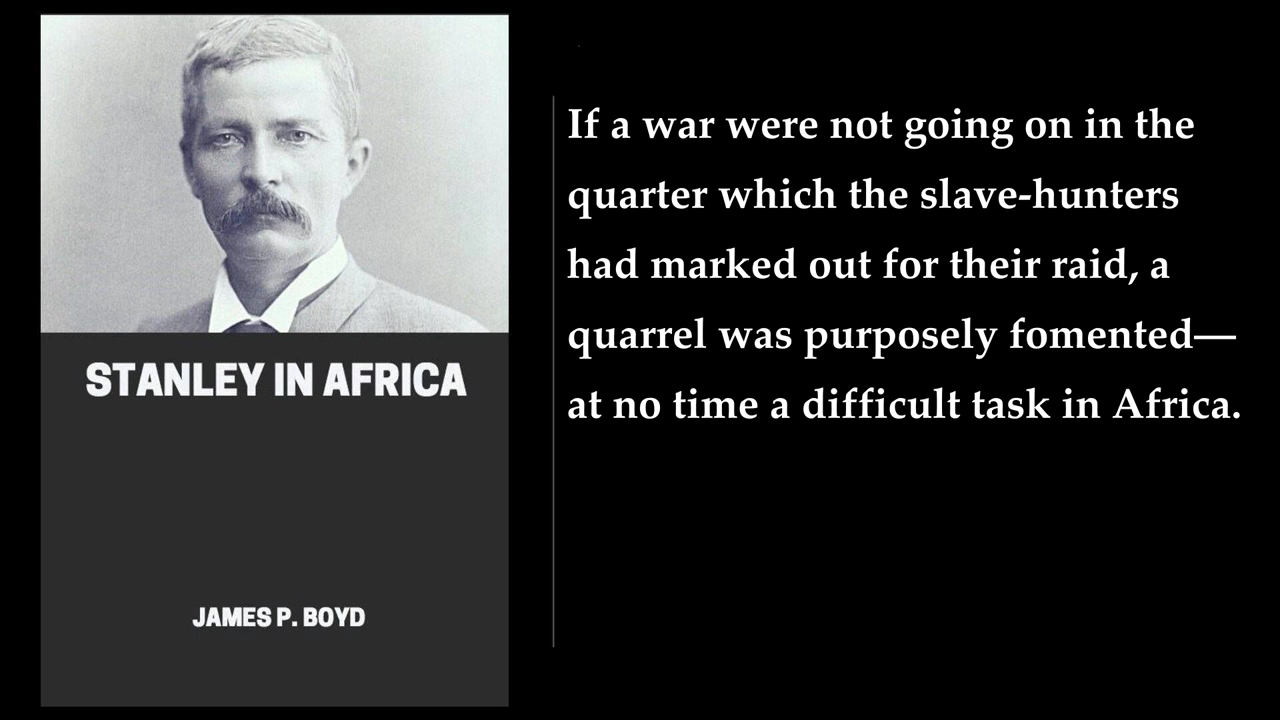 STANLEY IN AFRICA
JAMES P. BOYD
If a war were not going on in the
quarter which the slave-hunters
had marked out for their raid, a
quarrel was purposely fomented—
at no time a difficult task in Africa.